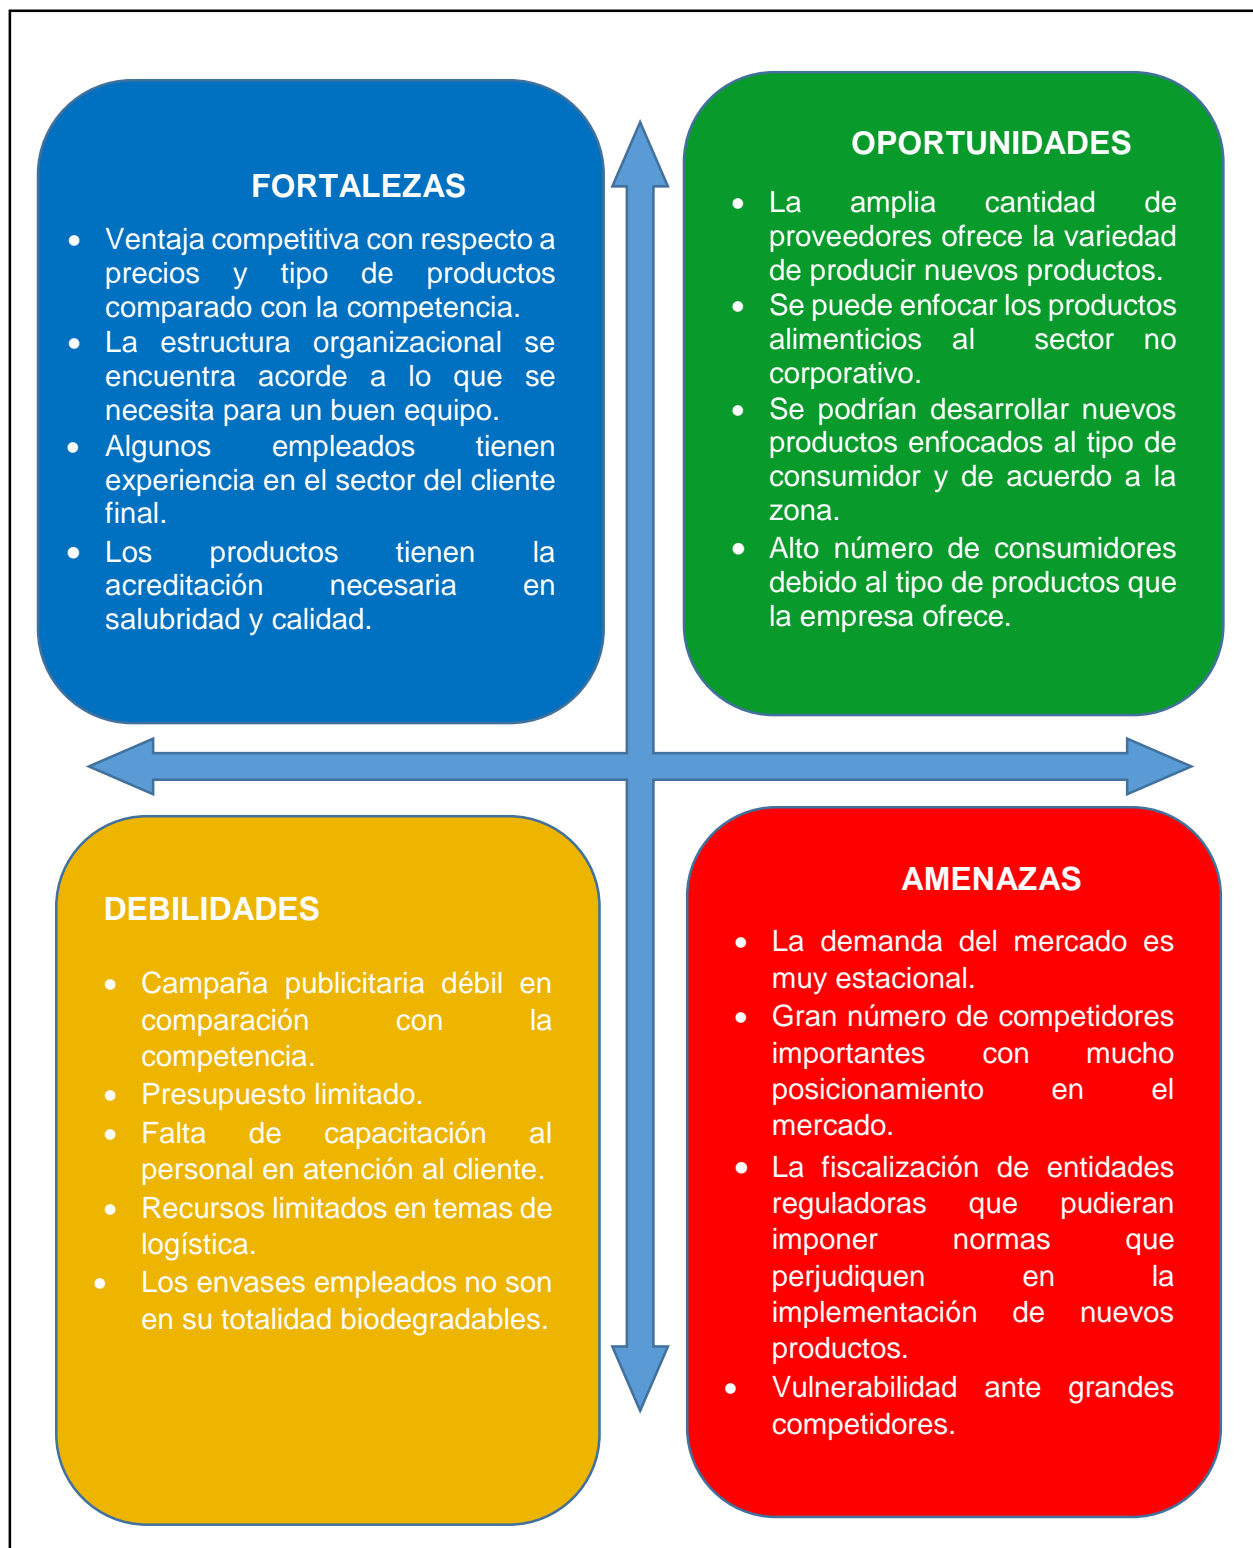 FORTALEZAS
• Ventaja competitiva con respecto a
precios y tipo de productos
comparado con la competencia.
• La estructura organizacional se
encuentra acorde a lo que se
necesita para un buen equipo.
• Algunos empleados tienen
experiencia en el sector del cliente
final.
• Los productos tienen la
acreditación necesaria en
salubridad y calidad.
OPORTUNIDADES
• La amplia cantidad de
proveedores ofrece la variedad
de producir nuevos productos.
• Se puede enfocar los productos
alimenticios al sector no
corporativo.
• Se podrían desarrollar nuevos
productos enfocados al tipo de
consumidor y de acuerdo a la
zona.
• Alto número de consumidores
debido al tipo de productos que
la empresa ofrece.
DEBILIDADES
• Campaña publicitaria débil en
comparación con la
competencia.
• Presupuesto limitado.
• Falta de capacitación al
personal en atención al cliente.
• Recursos limitados en temas de
logística.
• Los envases empleados no son
en su totalidad biodegradables.
AMENAZAS
• La demanda del mercado es
muy estacional.
• Gran número de competidores
importantes con mucho
posicionamiento en el
mercado.
• La fiscalización de entidades
reguladoras que pudieran
imponer normas que
perjudiquen en la
implementación de nuevos
productos.
• Vulnerabilidad ante grandes
competidores.